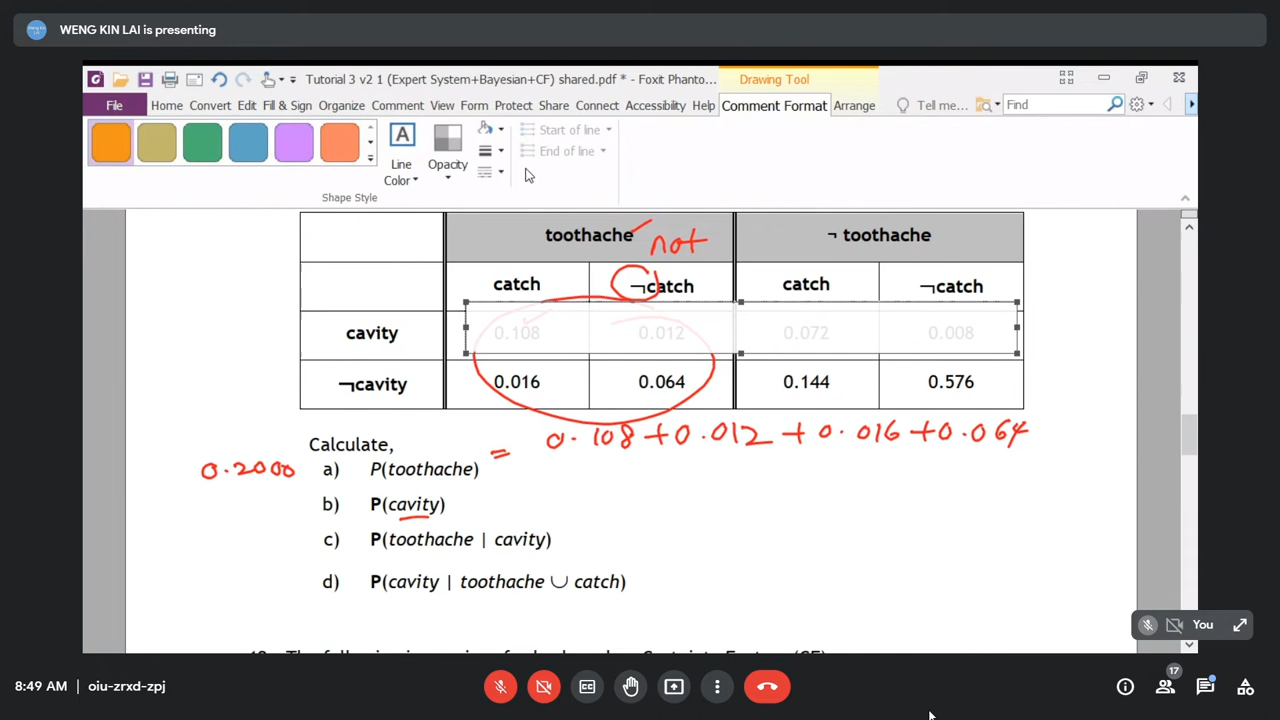 WENG KIN LAI is presenting
Tutorial 3 v2 1 (Expert System+Bayesian+CF) shared.pdf * - Foxit Phanto... Drawing Tool
File Home Convert Edit Fill & Sign Organize Comment View Form Protect Share Connect Accessibility Help Comment Format Arrange Tell me... Find
A Line Color Opacity Start of line
End of line
Shape Style
toothache ¬ toothache
not
catch ¬catch catch ¬catch
cavity 0.108 0.012 0.072 0.008
¬cavity 0.016 0.064 0.144 0.576
Calculate,
= 0.108+0.012 + 0.016 +0.064
0.2000 a) P(toothache)
b) P(cavity)
c) P(toothache | cavity)
d) P(cavity | toothache ∪ catch)
You
8:49 AM oiu-zrxd-zpj
17